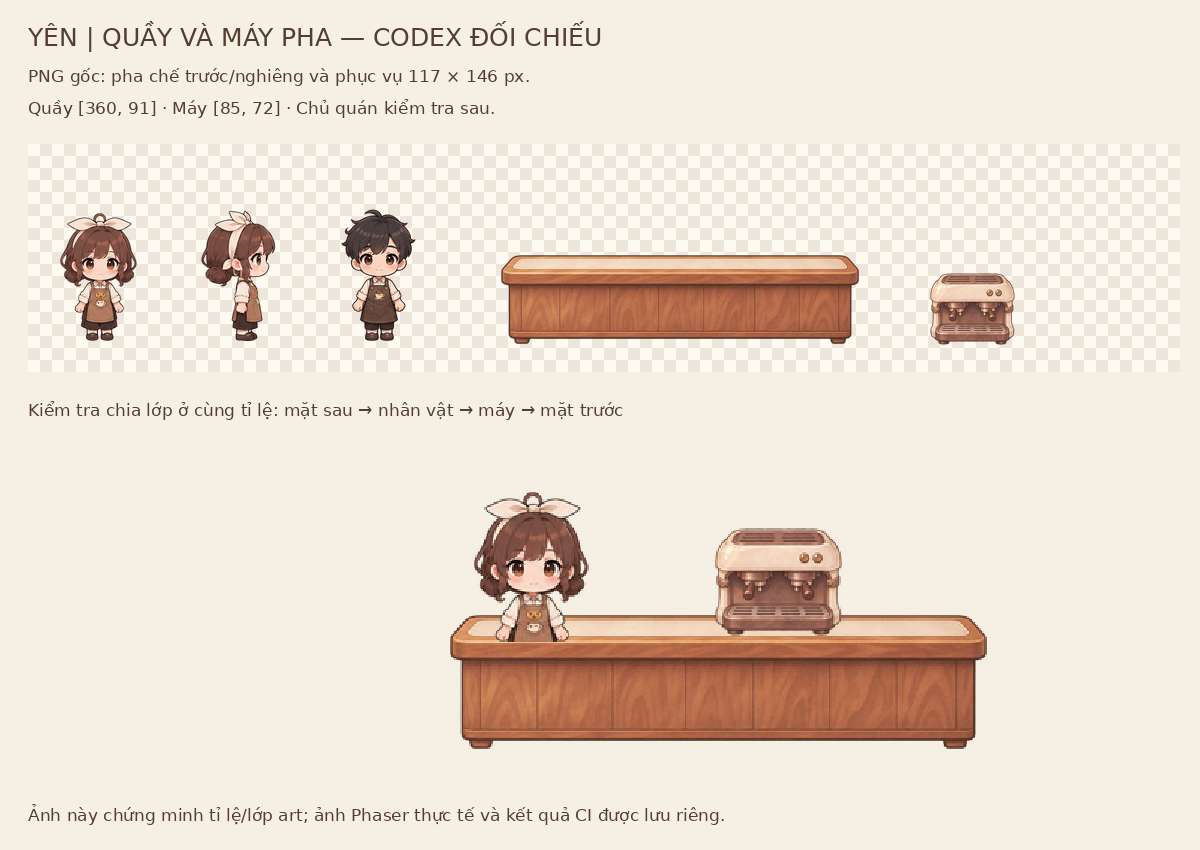 YÊN | QUẦY VÀ MÁY PHA — CODEX ĐỐI CHIẾU
PNG gốc: pha chế trước/nghiêng và phục vụ 117 × 146 px.
Quầy [360, 91] · Máy [85, 72] · Chủ quán kiểm tra sau.
Kiểm tra chia lớp ở cùng tỉ lệ: mặt sau → nhân vật → máy → mặt trước
Ảnh này chứng minh tỉ lệ/lớp art; ảnh Phaser thực tế và kết quả CI được lưu riêng.